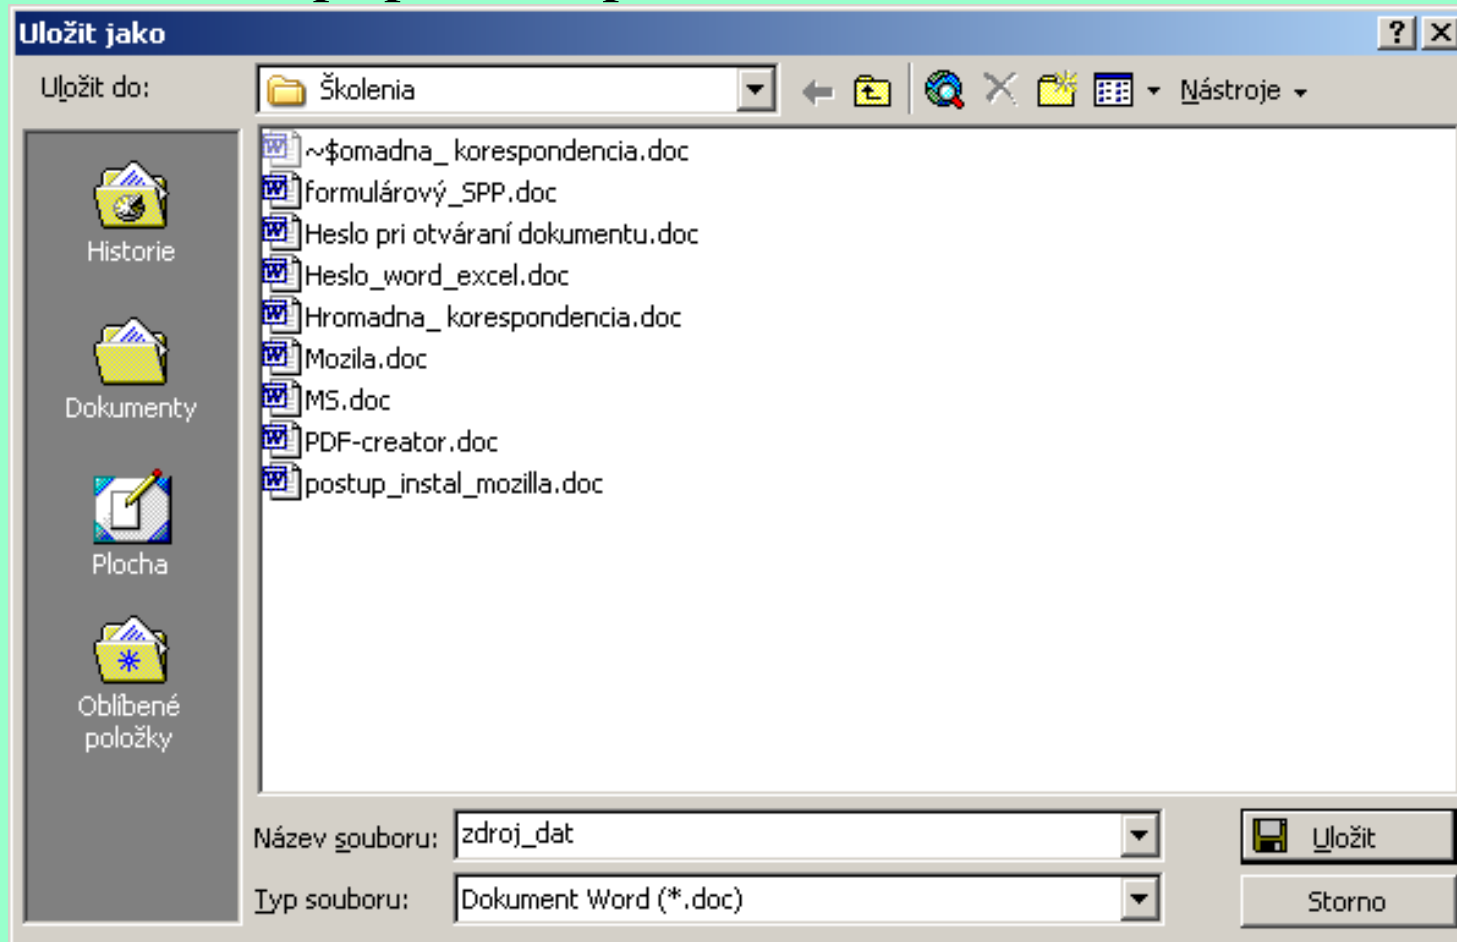 Uložit jako
Uložit do:
Školenia
Nástroje
Historie
Dokumenty
Plocha
Oblíbené
položky
~$omadna_ korespondencia.doc
formulárový_SPP.doc
Heslo pri otváraní dokumentu.doc
Heslo_word_excel.doc
Hromadna_ korespondencia.doc
Mozila.doc
MS.doc
PDF-creator.doc
postup_instal_mozilla.doc
Název souboru:
zdroj_dat
Uložit
Typ souboru:
Dokument Word (*.doc)
Storno